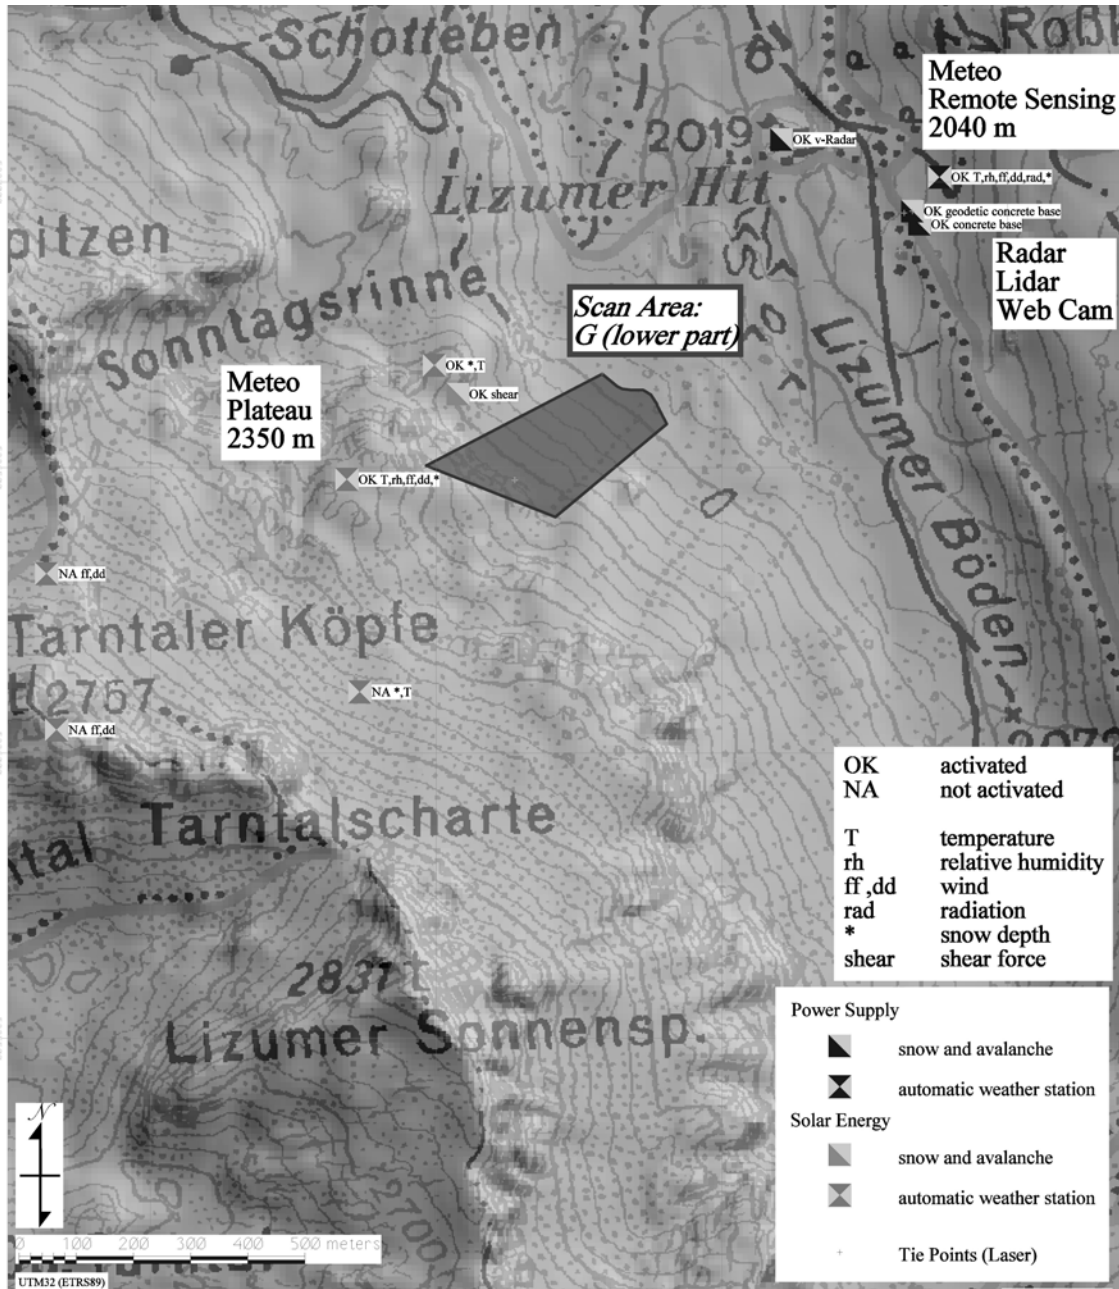 Schotteben
Roßl
Meteo
Remote Sensing
2040 m
2019
OK v-Radar
OK T,rh,ff,dd,rad,*
Lizumer Htt.
OK geodetic concrete base
OK concrete base
Radar
Lidar
Web Cam
pitzen
Sonntagsrinne
Scan Area:
G (lower part)
Lizumer Böden
OK *,T
OK shear
Meteo
Plateau
2350 m
OK T,rh,ff,dd,*
NA ff,dd
Tarntaler Köpfe
2767
NA *,T
NA ff,dd
2073
OK activated
NA not activated
T temperature
rh relative humidity
ff ,dd wind
rad radiation
* snow depth
shear shear force
Tarntalscharte
ntal
2831
Lizumer Sonnensp.
Power Supply
snow and avalanche
automatic weather station
Solar Energy
snow and avalanche
automatic weather station
+ Tie Points (Laser)
N
0 100 200 300 400 500 meters
UTM32 (ETRS89)